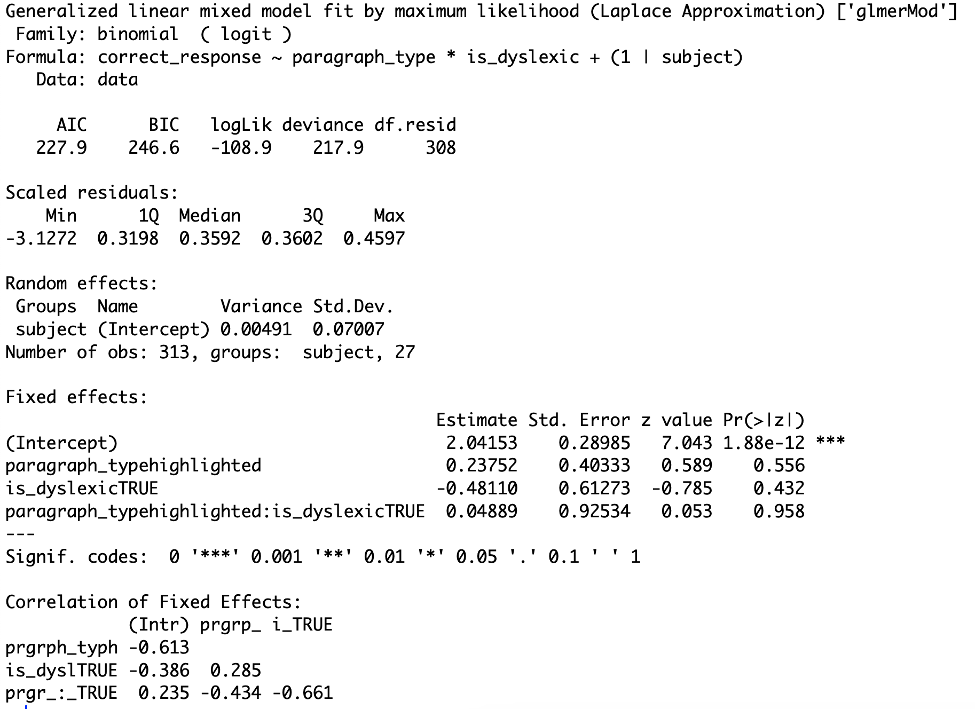 Generalized linear mixed model fit by maximum likelihood (Laplace Approximation) ['glmerMod']
 Family: binomial  ( logit )
Formula: correct_response ~ paragraph_type * is_dyslexic + (1 | subject)
   Data: data

     AIC      BIC   logLik deviance df.resid
   227.9    246.6   -108.9    217.9      308

Scaled residuals:
    Min      1Q  Median      3Q     Max
-3.1272  0.3198  0.3592  0.3602  0.4597

Random effects:
 Groups  Name        Variance Std.Dev.
 subject (Intercept) 0.00491  0.07007
Number of obs: 313, groups:  subject, 27

Fixed effects:
                                          Estimate Std. Error z value Pr(>|z|)
(Intercept)                                2.04153    0.28985   7.043 1.88e-12 ***
paragraph_typehighlighted                  0.23752    0.40333   0.589    0.556
is_dyslexicTRUE                           -0.48110    0.61273  -0.785    0.432
paragraph_typehighlighted:is_dyslexicTRUE  0.04889    0.92534   0.053    0.958
---
Signif. codes:  0 '***' 0.001 '**' 0.01 '*' 0.05 '.' 0.1 ' ' 1

Correlation of Fixed Effects:
            (Intr) prgrp_ i_TRUE
prgrph_typh -0.613
is_dyslTRUE -0.386  0.285
prgr_:_TRUE  0.235 -0.434 -0.661